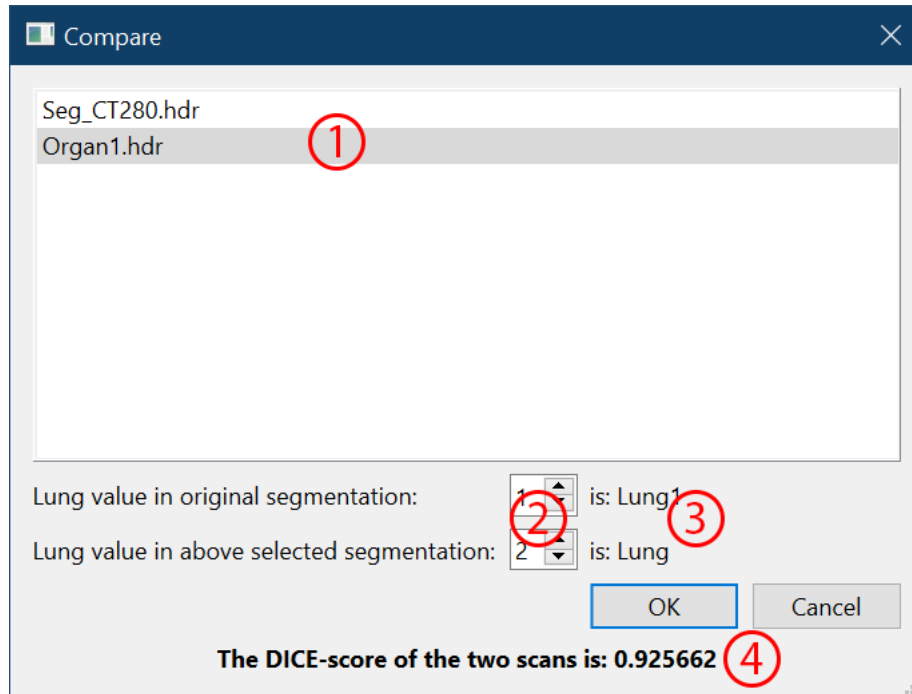 Compare
Seg_CT280.hdr
Organ1.hdr
1
Lung value in original segmentation: 1 is: Lung1
2
3
Lung value in above selected segmentation: 2 is: Lung
OK Cancel
The DICE-score of the two scans is: 0.925662 4